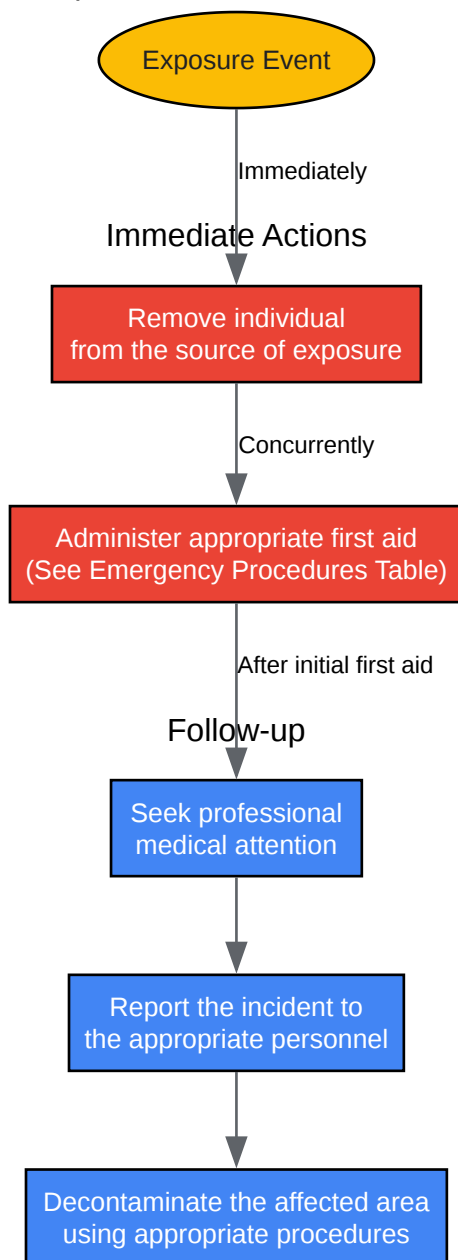 Exposure Event
Immediately
Immediate Actions
Remove individual
from the source of exposure
Concurrently
Administer appropriate first aid
(See Emergency Procedures Table)
After initial first aid
Follow-up
Seek professional
medical attention
Report the incident to
the appropriate personnel
Decontaminate the affected area
using appropriate procedures